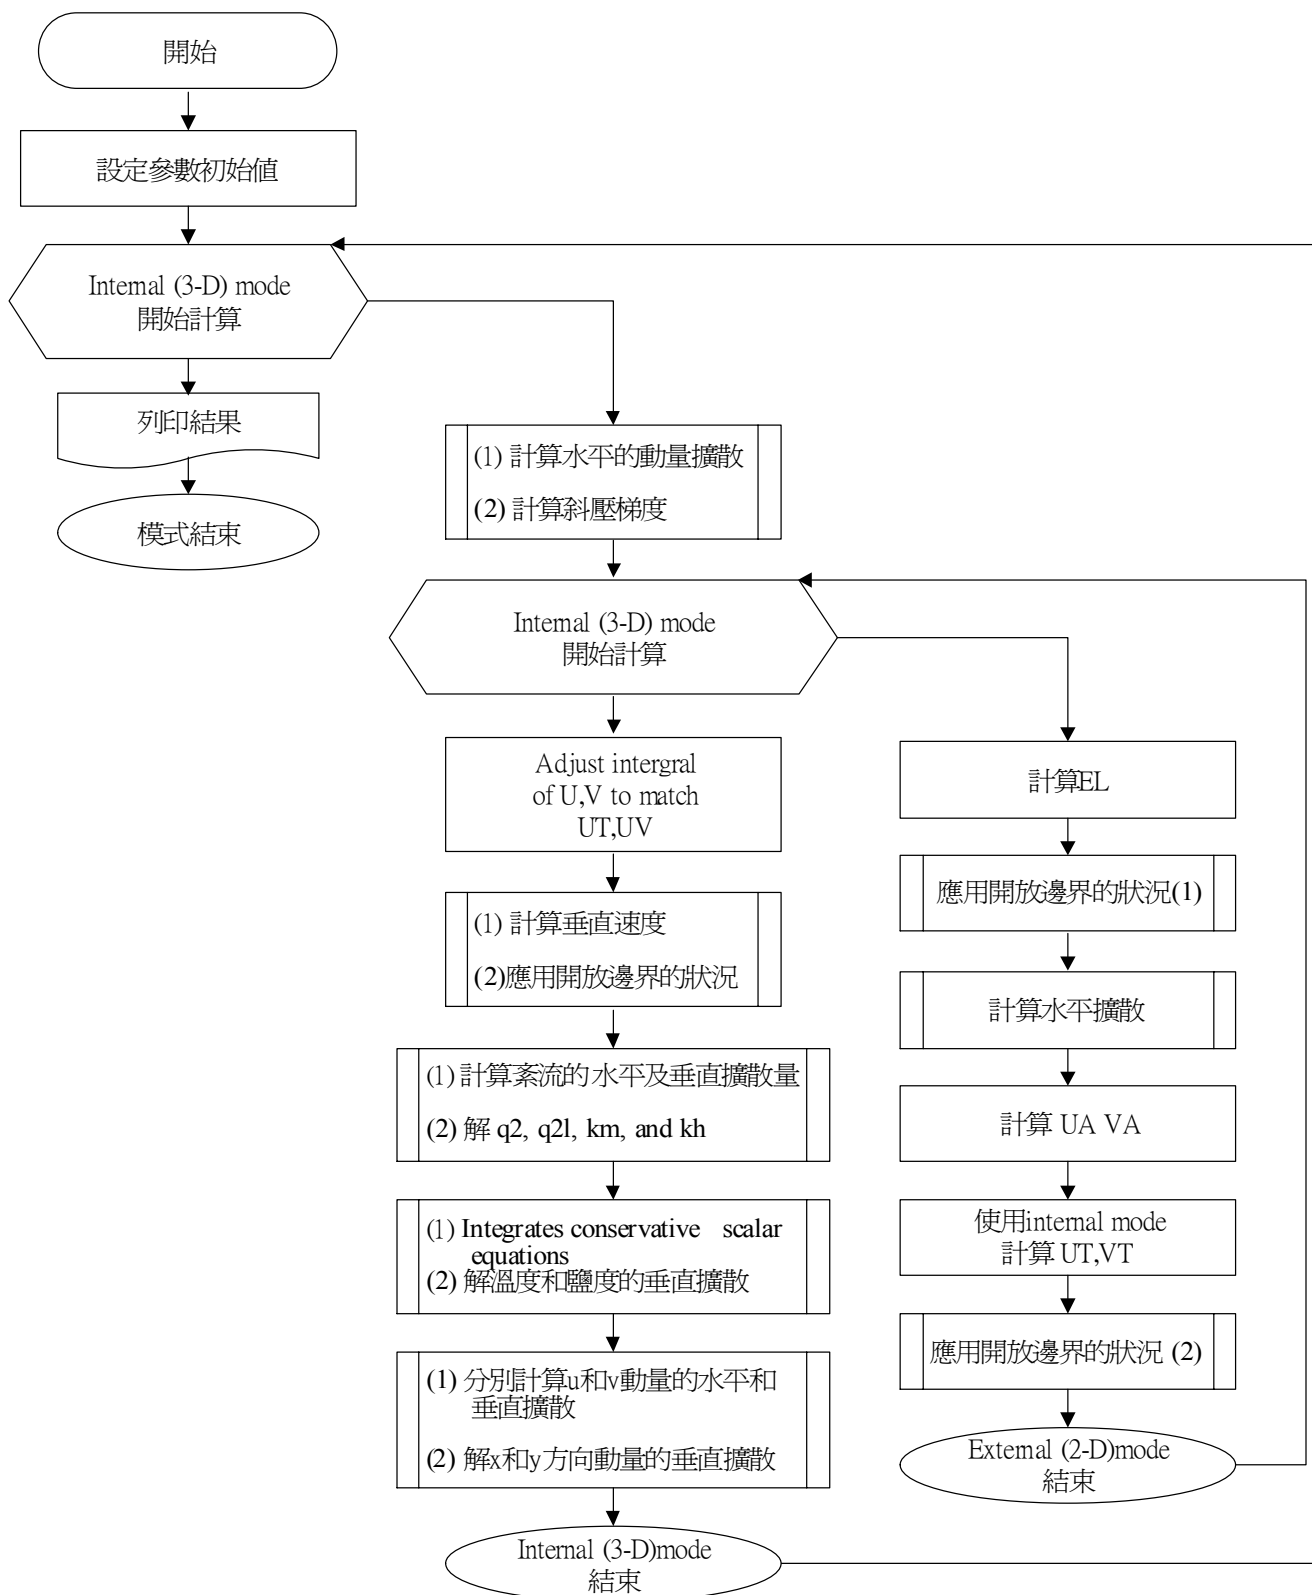 開始
設定參數初始值
Internal (3-D) mode
開始計算
列印結果
模式結束
(1) 計算水平的動量擴散
(2) 計算斜壓梯度
Internal (3-D) mode
開始計算
Adjust intergral
of U,V to match
UT,UV
(1) 計算垂直速度
(2)應用開放邊界的狀況
(1) 計算紊流的水平及垂直擴散量
(2) 解 q2, q2l, km, and kh
(1) Integrates conservative scalar
equations
(2) 解溫度和鹽度的垂直擴散
(1) 分別計算u和v動量的水平和
垂直擴散
(2) 解x和y方向動量的垂直擴散
Internal (3-D)mode
結束
計算EL
應用開放邊界的狀況(1)
計算水平擴散
計算 UA VA
使用internal mode
計算 UT,VT
應用開放邊界的狀況 (2)
External (2-D)mode
結束